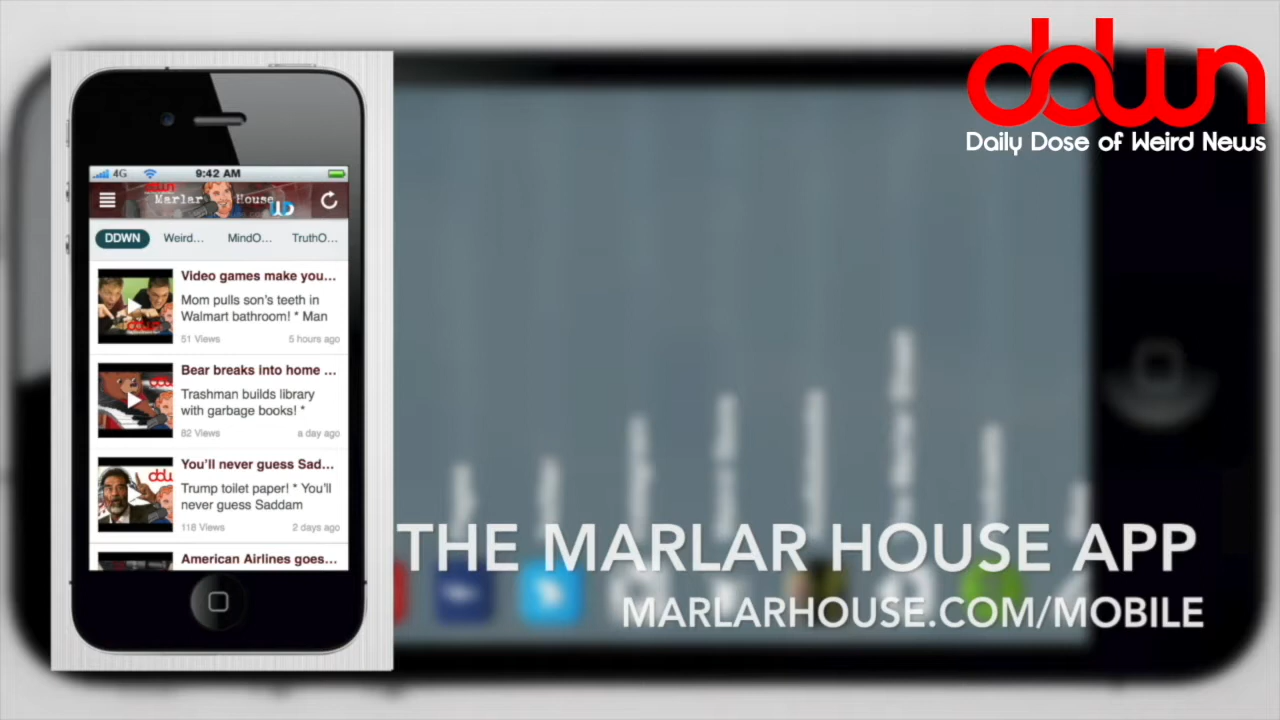 ddwn
Daily Dose of Weird News
4G 9:42 AM
ddwn
Marlar House
DDWN Weird... MindO... TruthO...
Video games make you...
Mom pulls son's teeth in
Walmart bathroom! * Man
51 Views 5 hours ago
Bear breaks into home ...
Trashman builds library
with garbage books! *
82 Views a day ago
You'll never guess Sad...
Trump toilet paper! * You'll
never guess Saddam
118 Views 2 days ago
American Airlines goes...
THE MARLAR HOUSE APP
MARLARHOUSE.COM/MOBILE